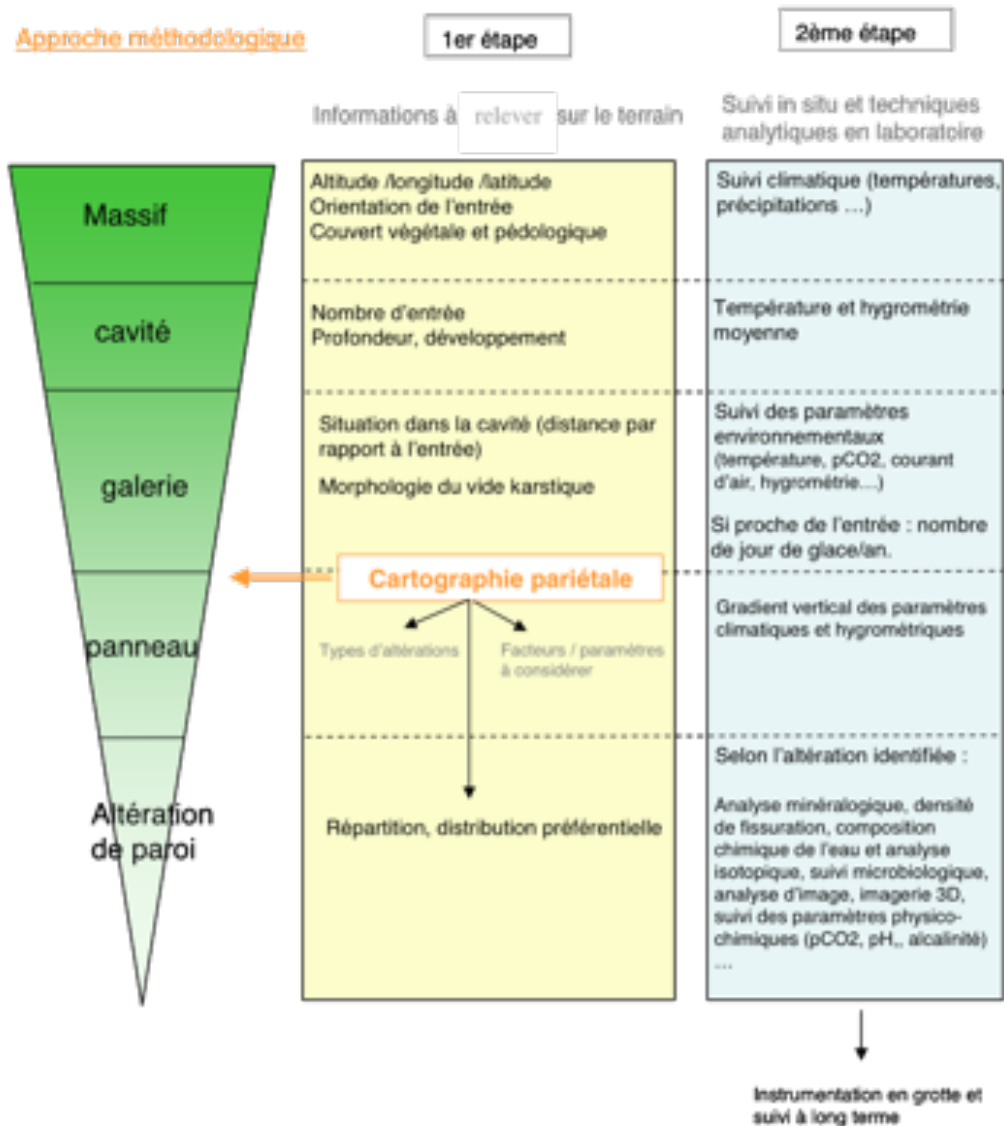 Approche méthodologique
1er étape
2ème étape
Informations à relever sur le terrain
Suivi in situ et techniques
analytiques en laboratoire
Massif
cavité
galerie
panneau
Altération
de paroi
Altitude /longitude /latitude
Orientation de l'entrée
Couvert végétale et pédologique
Nombre d'entrée
Profondeur, développement
Situation dans la cavité (distance par
rapport à l'entrée)
Morphologie du vide karstique
Cartographie pariétale
Types d'altérations
Facteurs / paramètres
à considérer
Répartition, distribution préférentielle
Suivi climatique (températures,
précipitations ...)
Température et hygrométrie
moyenne
Suivi des paramètres
environnementaux
(température, pCO2, courant
d'air, hygrométrie...)
Si proche de l'entrée : nombre
de jour de glace/an.
Gradient vertical des paramètres
climatiques et hygrométriques
Selon l'altération identifiée :
Analyse minéralogique, densité
de fissuration, composition
chimique de l'eau et analyse
isotopique, suivi microbiologique,
analyse d'image, imagerie 3D,
suivi des paramètres physico-
chimiques (pCO2, pH,, alcalinité)
...
Instrumentation en grotte et
suivi à long terme